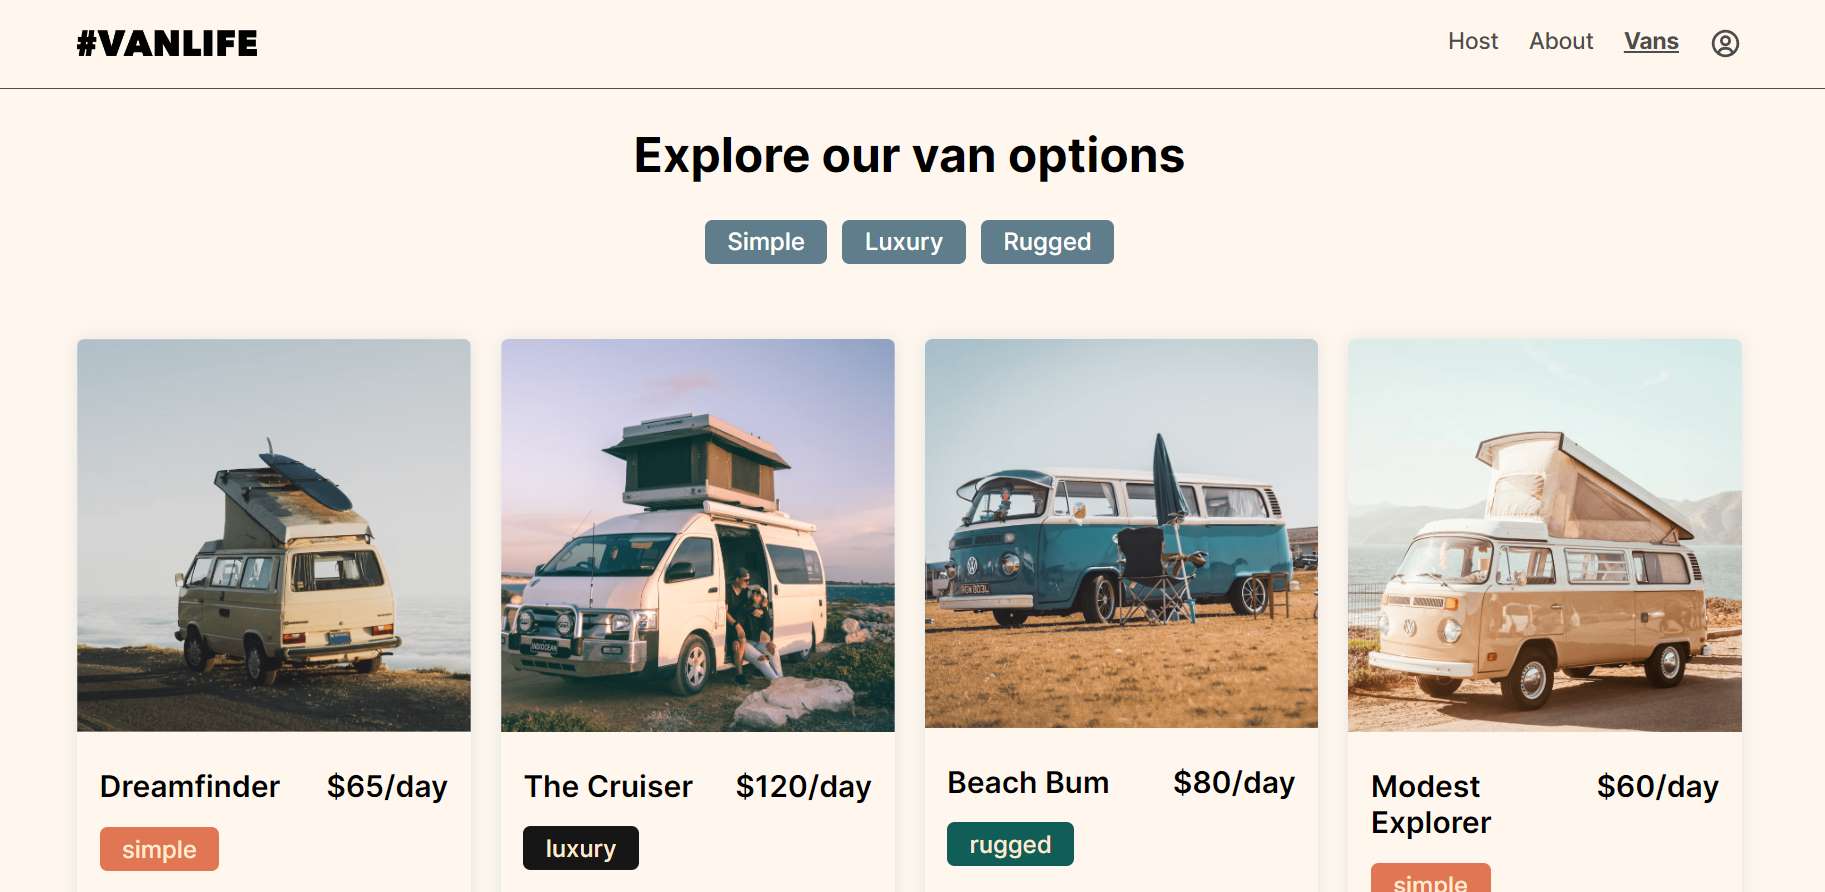 #VANLIFE
Host About Vans
Explore our van options
Simple Luxury Rugged
Dreamfinder $65/day
simple
The Cruiser $120/day
luxury
Beach Bum $80/day
rugged
Modest Explorer $60/day
simple